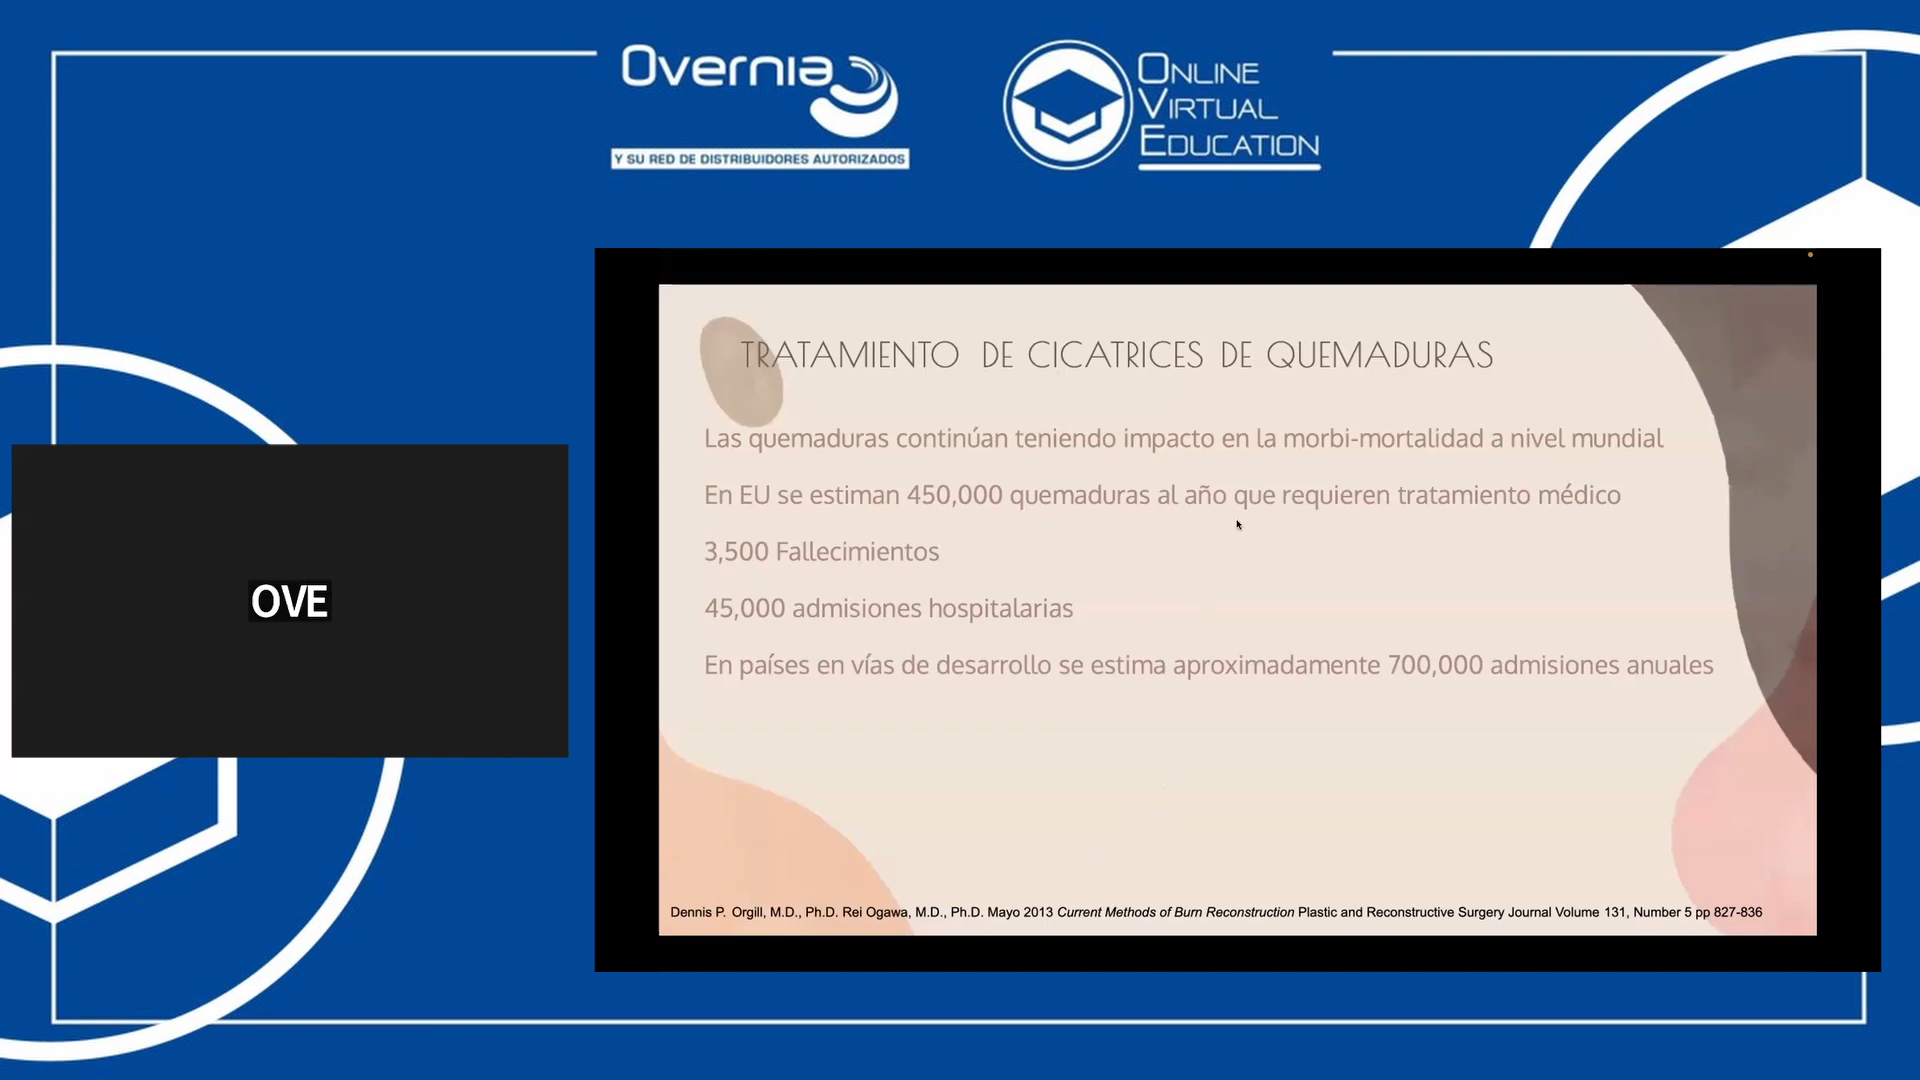 Overnia
Y SU RED DE DISTRIBUIDORES AUTORIZADOS
ONLINE
VIRTUAL
EDUCATION
OVE
TRATAMIENTO DE CICATRICES DE QUEMADURAS
Las quemaduras continúan teniendo impacto en la morbi-mortalidad a nivel mundial
En EU se estiman 450,000 quemaduras al año que requieren tratamiento médico
3,500 Fallecimientos
45,000 admisiones hospitalarias
En países en vías de desarrollo se estima aproximadamente 700,000 admisiones anuales
Dennis P. Orgill, M.D., Ph.D. Rei Ogawa, M.D., Ph.D. Mayo 2013 Current Methods of Burn Reconstruction Plastic and Reconstructive Surgery Journal Volume 131, Number 5 pp 827-836